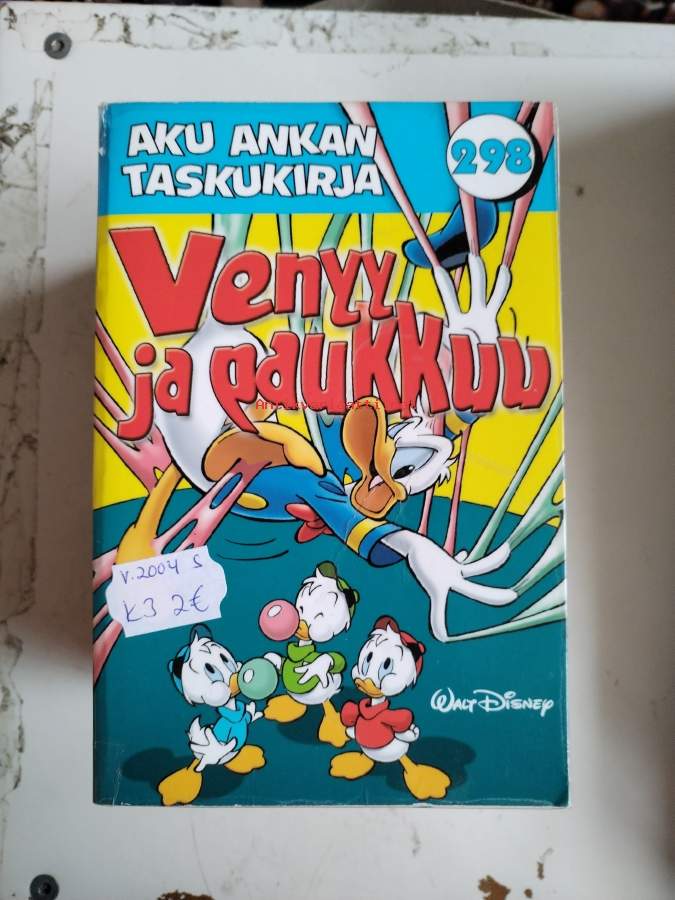 AKU ANKAN
TASKUKIRJA
298
Venyy
ja paukkuu
V.2004 S
K3 2€
WALT DISNEY